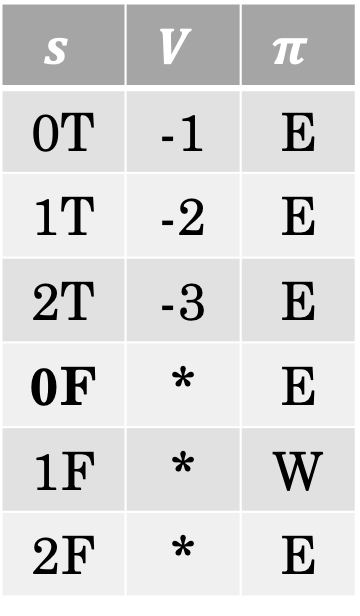 s V π
0T -1 E
1T -2 E
2T -3 E
0F * E
1F * W
2F * E